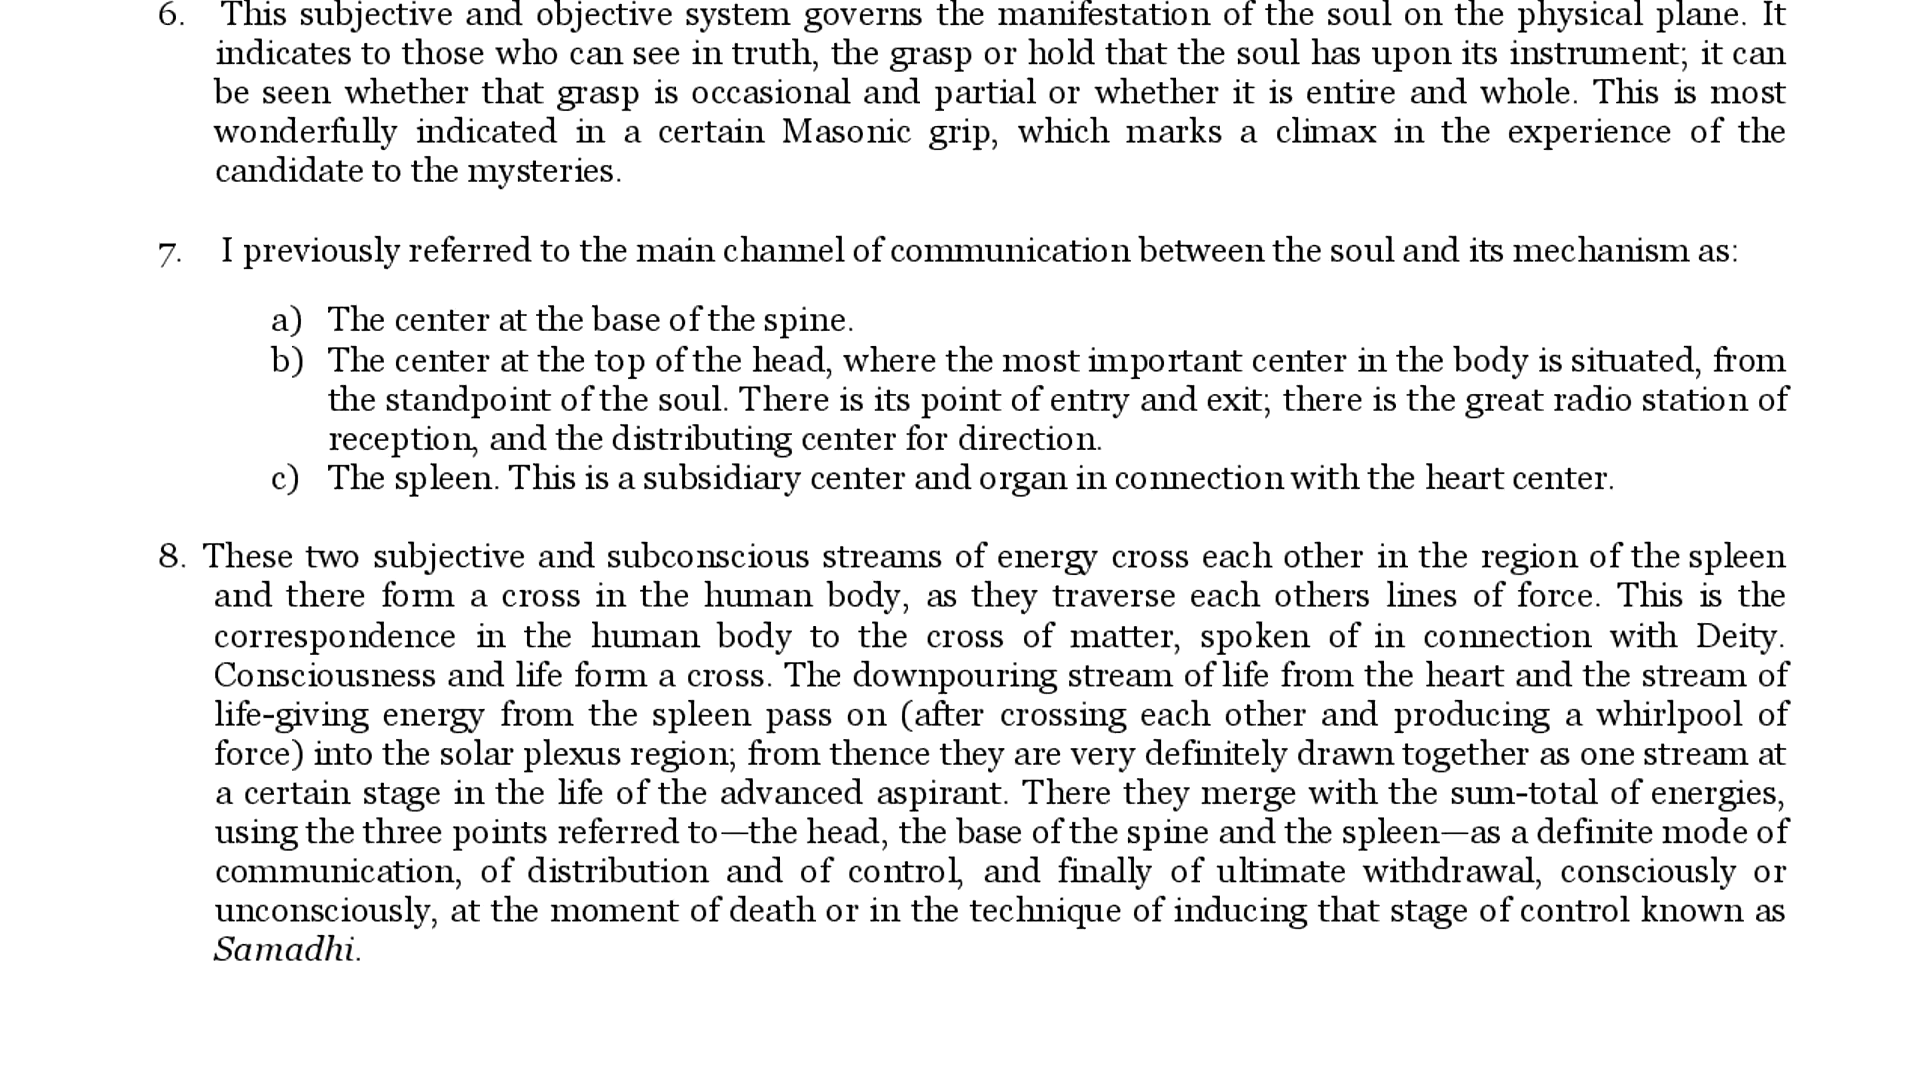 6. This subjective and objective system governs the manifestation of the soul on the physical plane. It
indicates to those who can see in truth, the grasp or hold that the soul has upon its instrument; it can
be seen whether that grasp is occasional and partial or whether it is entire and whole. This is most
wonderfully indicated in a certain Masonic grip, which marks a climax in the experience of the
candidate to the mysteries.
7. I previously referred to the main channel of communication between the soul and its mechanism as:
a) The center at the base of the spine.
b) The center at the top of the head, where the most important center in the body is situated, from
the standpoint of the soul. There is its point of entry and exit; there is the great radio station of
reception, and the distributing center for direction.
c) The spleen. This is a subsidiary center and organ in connection with the heart center.
8. These two subjective and subconscious streams of energy cross each other in the region of the spleen
and there form a cross in the human body, as they traverse each others lines of force. This is the
correspondence in the human body to the cross of matter, spoken of in connection with Deity.
Consciousness and life form a cross. The downpouring stream of life from the heart and the stream of
life-giving energy from the spleen pass on (after crossing each other and producing a whirlpool of
force) into the solar plexus region; from thence they are very definitely drawn together as one stream at
a certain stage in the life of the advanced aspirant. There they merge with the sum-total of energies,
using the three points referred to—the head, the base of the spine and the spleen—as a definite mode of
communication, of distribution and of control, and finally of ultimate withdrawal, consciously or
unconsciously, at the moment of death or in the technique of inducing that stage of control known as
Samadhi.